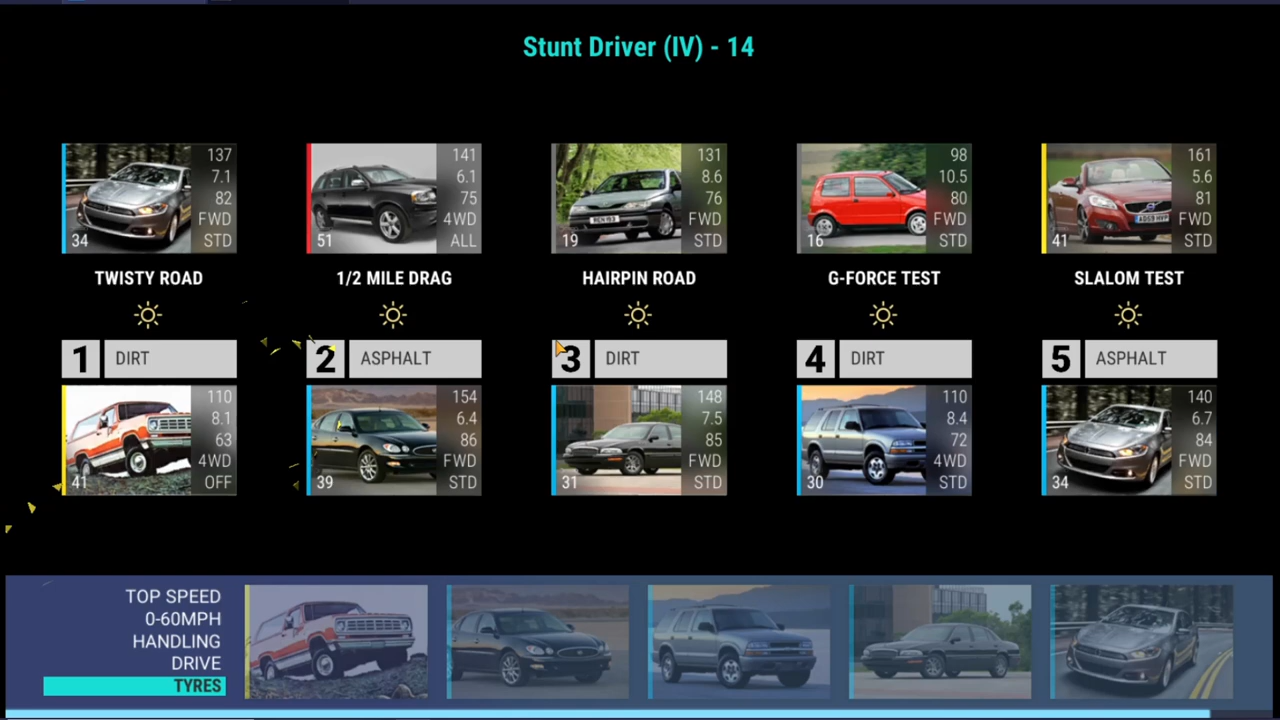 Stunt Driver (IV) - 14
137
7.1
82
FWD
34 STD
141
6.1
75
4WD
51 ALL
131
8.6
76
FWD
19 STD
98
10.5
80
FWD
16 STD
161
5.6
81
FWD
41 STD
TWISTY ROAD
1/2 MILE DRAG
HAIRPIN ROAD
G-FORCE TEST
SLALOM TEST
1 DIRT
2 ASPHALT
3 DIRT
4 DIRT
5 ASPHALT
110
8.1
63
4WD
41 OFF
154
6.4
86
FWD
39 STD
148
7.5
85
FWD
31 STD
110
8.4
72
4WD
30 STD
140
6.7
84
FWD
34 STD
TOP SPEED
0-60MPH
HANDLING
DRIVE
TYRES